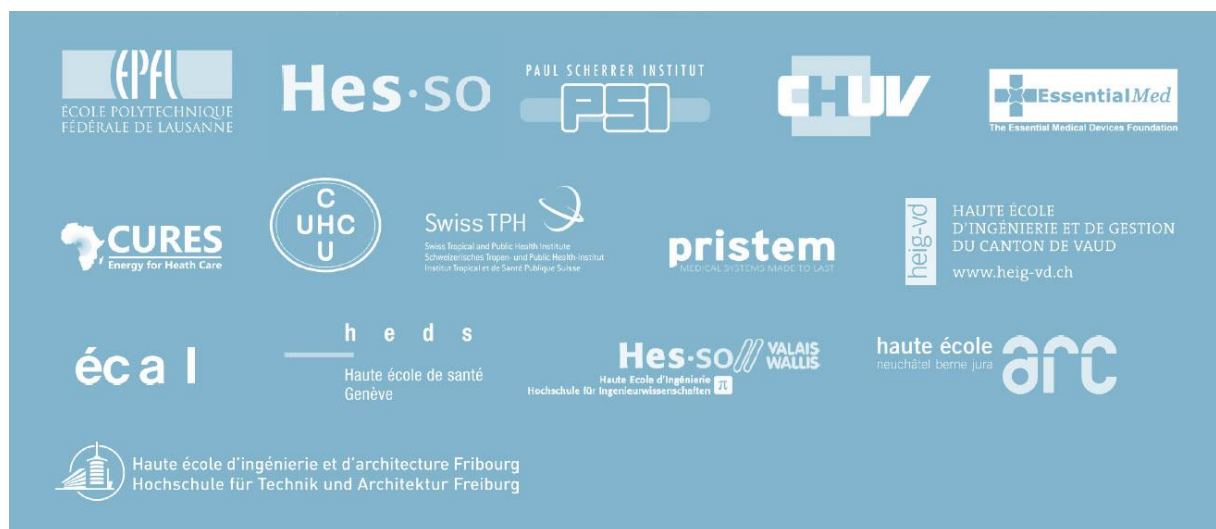 EPFL
ÉCOLE POLYTECHNIQUE
FÉDÉRALE DE LAUSANNE
Hes·so
PAUL SCHERRER INSTITUT
PSI
CHUV
EssentialMed
The Essential Medical Devices Foundation
CURES
Energy for Heath Care
C
UHC
U
Swiss TPH
Swiss Tropical and Public Health Institute
Schweizerisches Tropen- und Public Health-Institut
Institut Tropical et de Santé Publique Suisse
pristem
MEDICAL SYSTEMS MADE TO LAST
heig-vd
HAUTE ÉCOLE
D'INGÉNIERIE ET DE GESTION
DU CANTON DE VAUD
www.heig-vd.ch
écal
heds
Haute école de santé
Genève
Hes·so VALAIS
WALLIS
Haute Ecole d'Ingénierie
Hochschule für Ingenieurwissenschaften π
haute école
neuchâtel berne jura
arc
Haute école d'ingénierie et d'architecture Fribourg
Hochschule für Technik und Architektur Freiburg